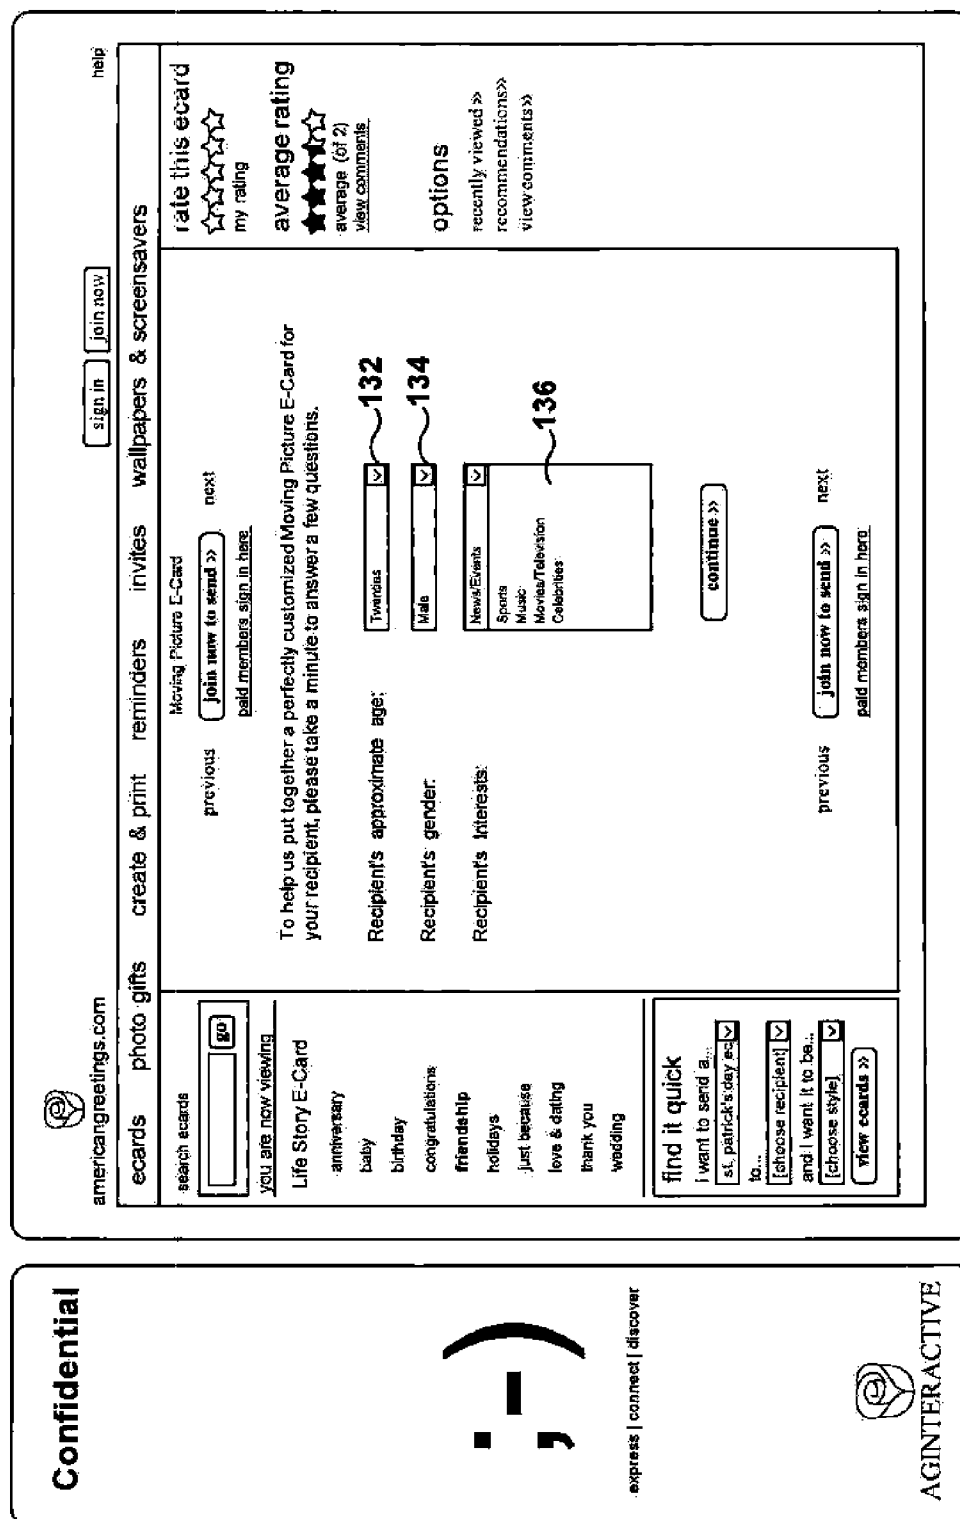 Confidential
; - )
express | connect | discover
AGINTERACTIVE
americangreetings.com
sign in
join now
help
ecards
photo gifts
create & print
reminders
invites
wallpapers & screensavers
search ecards
go
you are now viewing
Life Story E-Card
anniversary
baby
birthday
congratulations
friendship
holidays
just because
love & dating
thank you
wedding
find it quick
i want to send a...
st. patrick's day ec
to...
[choose recipient]
and i want it to be...
[choose style]
view ecards »
Moving Picture E-Card
previous
join now to send »
next
paid members sign in here
To help us put together a perfectly customized Moving Picture E-Card for
your recipient, please take a minute to answer a few questions.
Recipient's approximate age:
Twenties
132
Recipient's gender:
Male
134
Recipient's Interests:
News/Events
Sports
Music
Movies/Television
Celebrities
136
continue »
previous
join now to send »
next
paid members sign in here
rate this ecard
my rating
average rating
average (of 2)
view comments
options
recently viewed »
recommendations»
view comments»